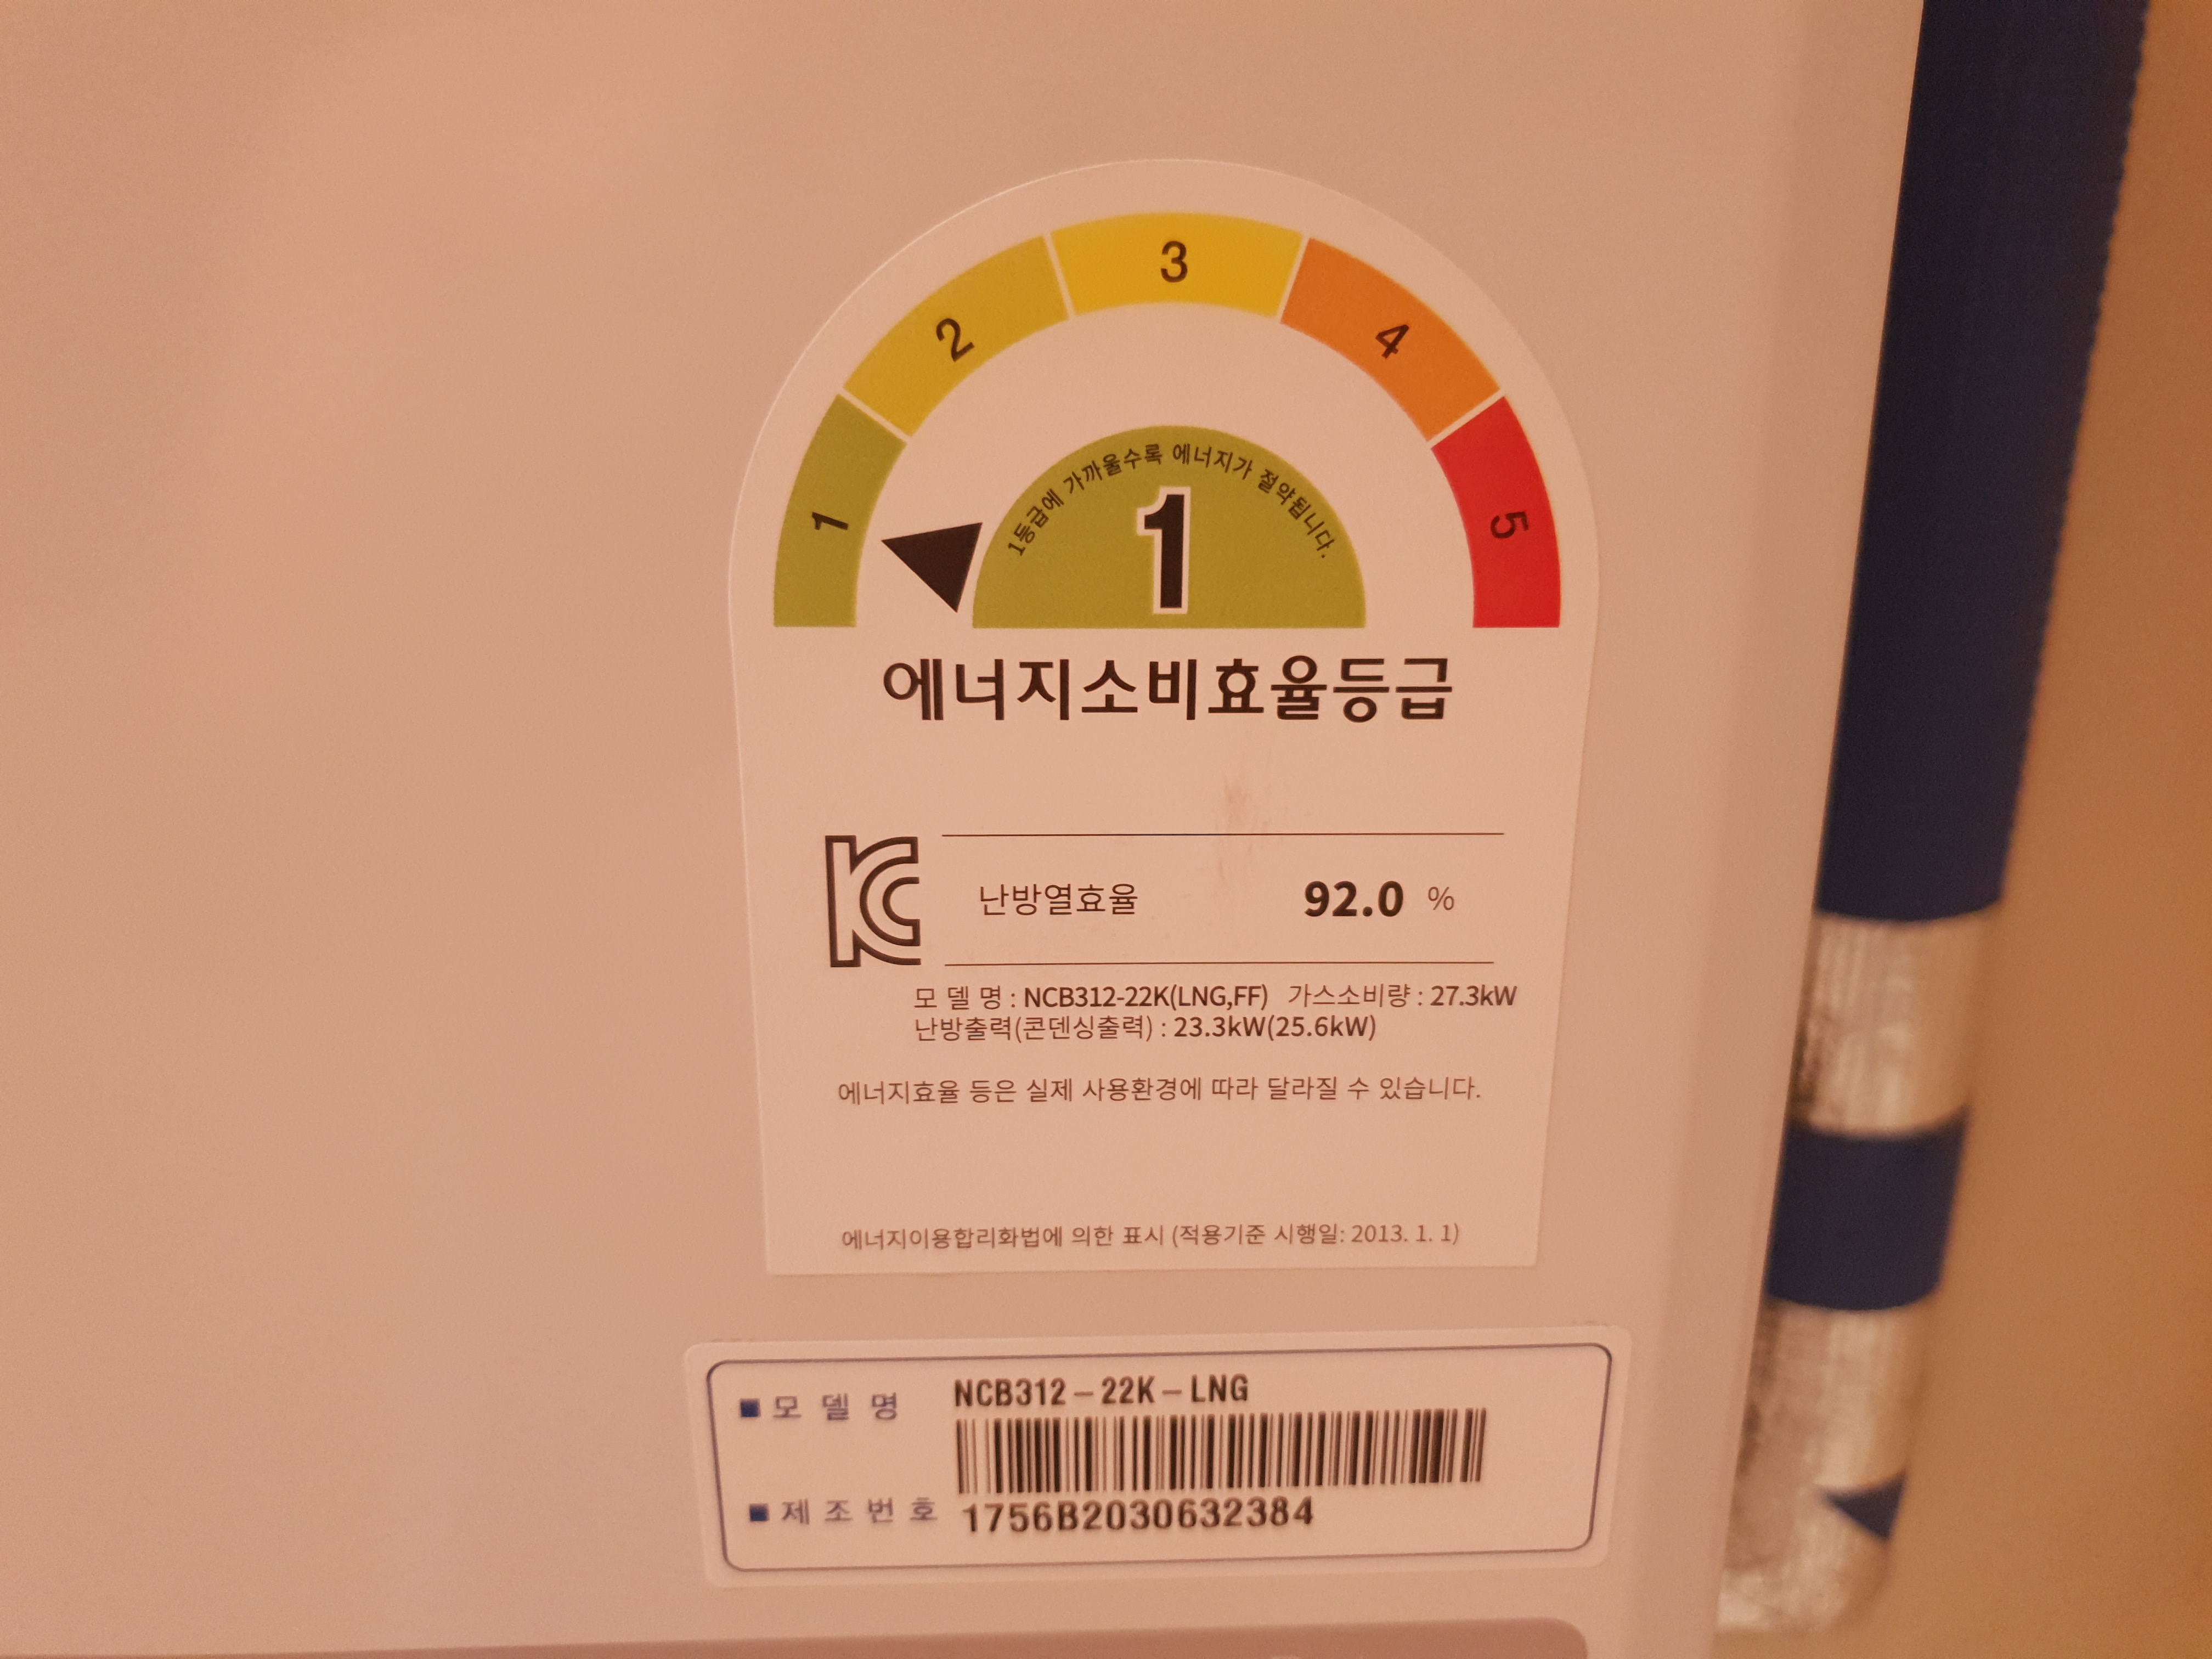 1 2 3 4 5
1등급에 가까울수록 에너지가 절약됩니다.
1
에너지소비효율등급
KC 난방열효율 92.0 %
모 델 명 : NCB312-22K(LNG,FF) 가스소비량 : 27.3kW
난방출력(콘덴싱출력) : 23.3kW(25.6kW)
에너지효율 등은 실제 사용환경에 따라 달라질 수 있습니다.
에너지이용합리화법에 의한 표시 (적용기준 시행일: 2013. 1. 1)
■ 모 델 명 NCB312-22K-LNG
■ 제 조 번 호 1756B2030632384